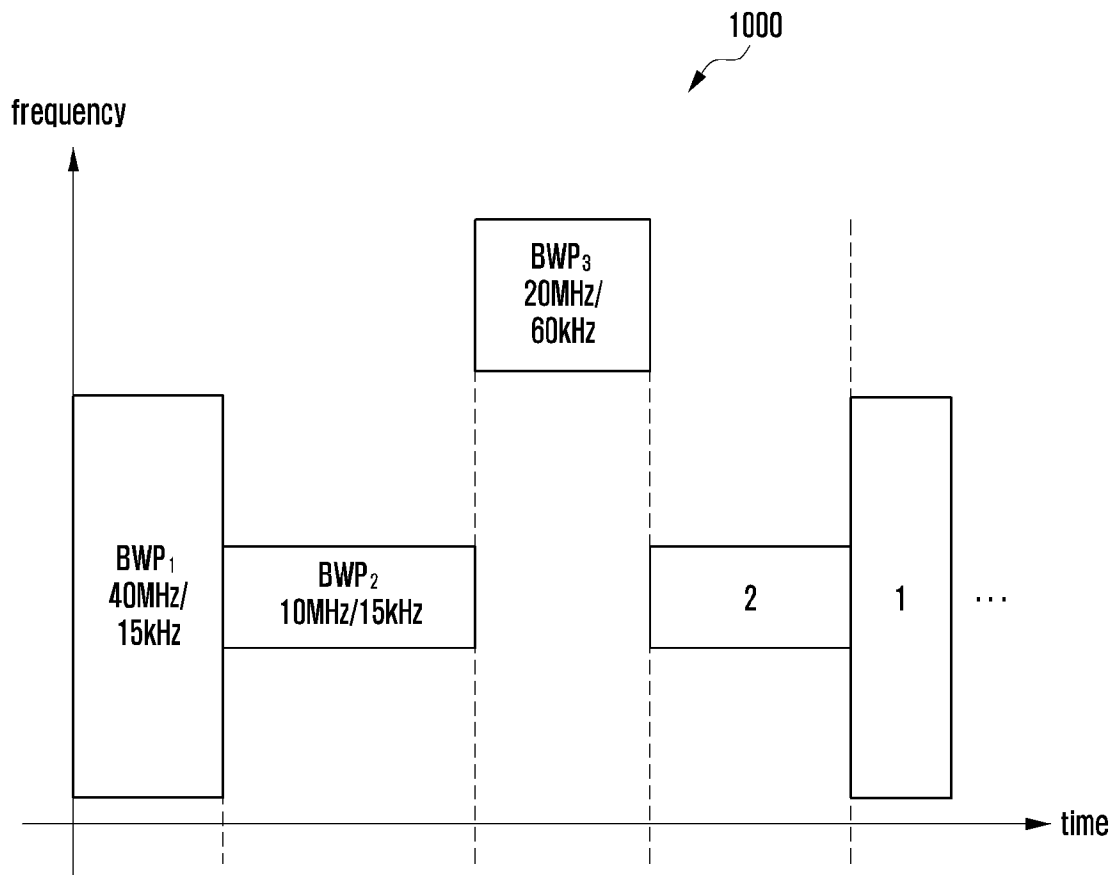 1000
frequency
BWP₃
20MHz/
60kHz
BWP₁
40MHz/
15kHz
BWP₂
10MHz/15kHz
2
1
...
time